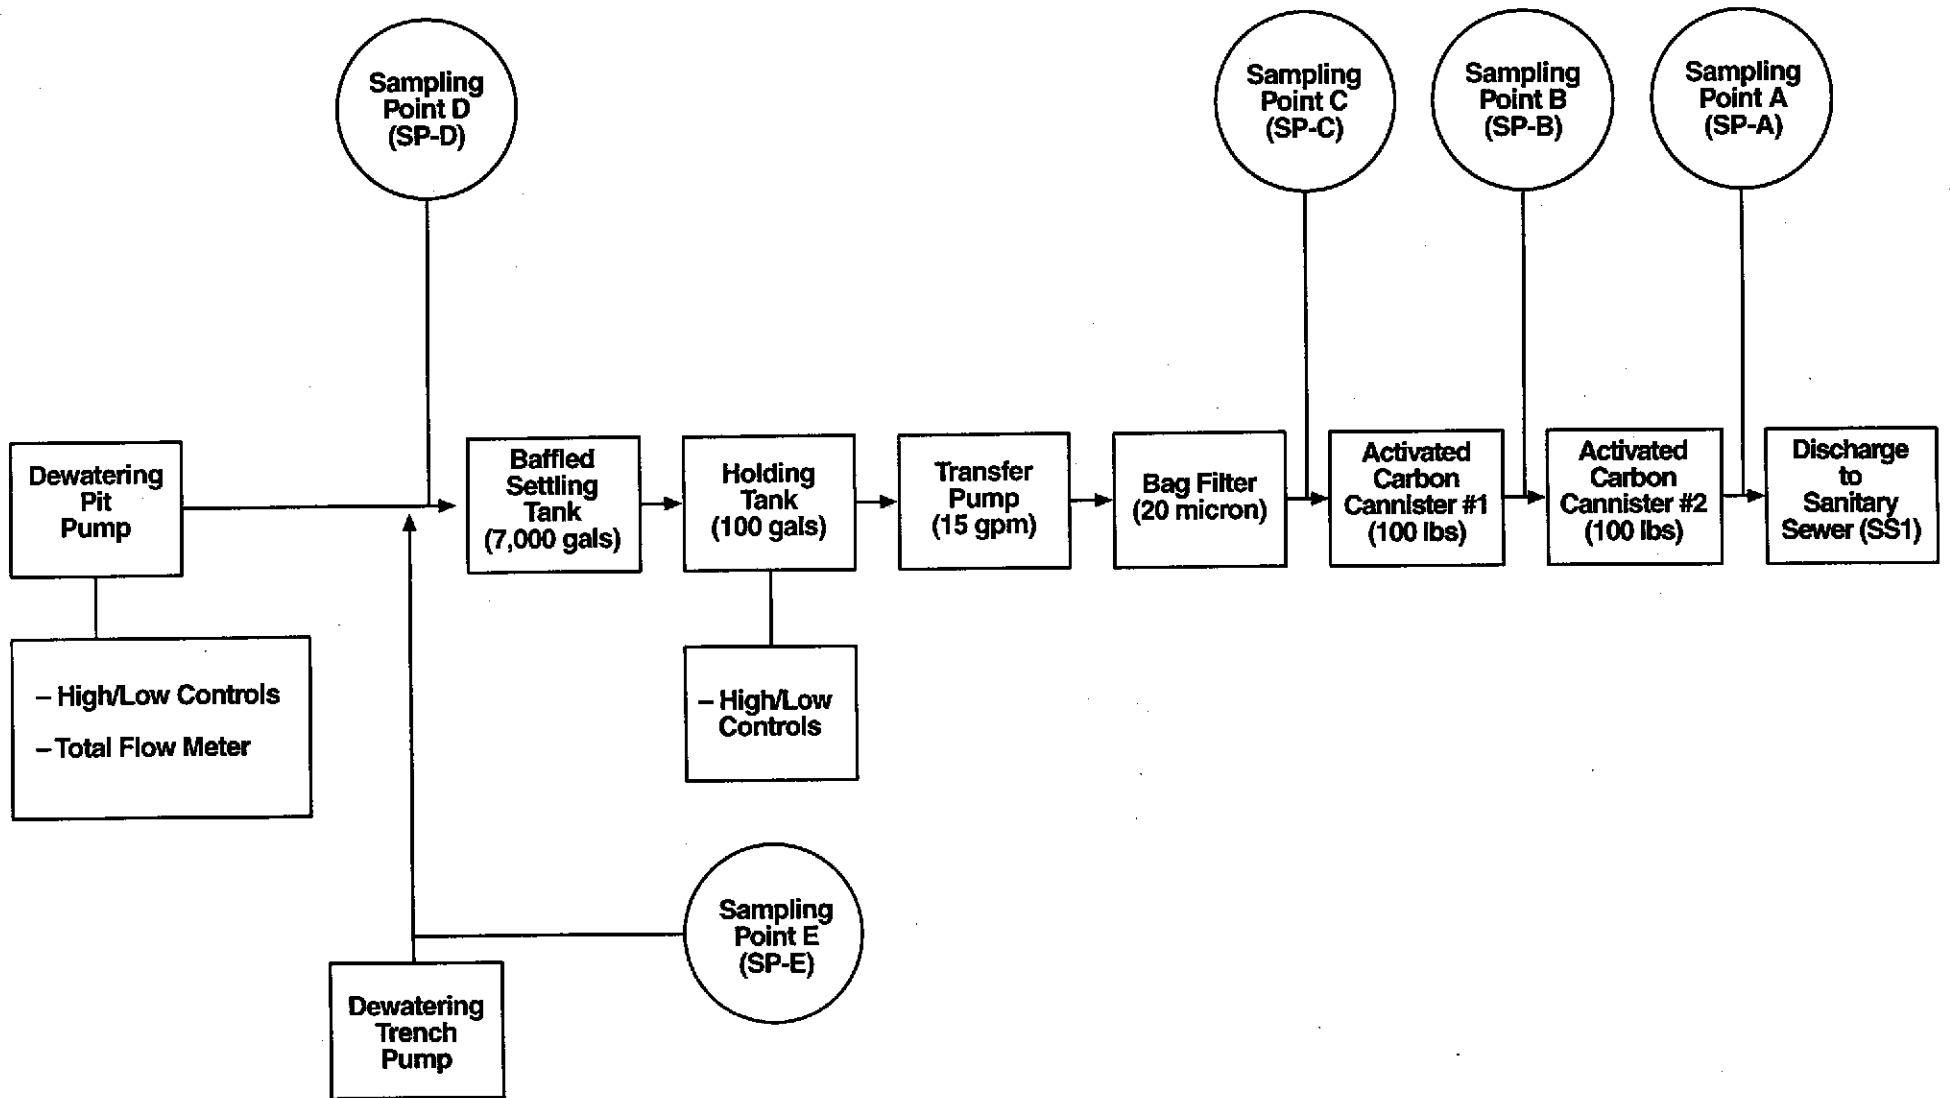 Sampling
Point D
(SP-D)
Sampling
Point C
(SP-C)
Sampling
Point B
(SP-B)
Sampling
Point A
(SP-A)
Dewatering
Pit
Pump
Baffled
Settling
Tank
(7,000 gals)
Holding
Tank
(100 gals)
Transfer
Pump
(15 gpm)
Bag Filter
(20 micron)
Activated
Carbon
Cannister #1
(100 lbs)
Activated
Carbon
Cannister #2
(100 lbs)
Discharge
to
Sanitary
Sewer (SS1)
– High/Low Controls
– Total Flow Meter
– High/Low
Controls
Sampling
Point E
(SP-E)
Dewatering
Trench
Pump